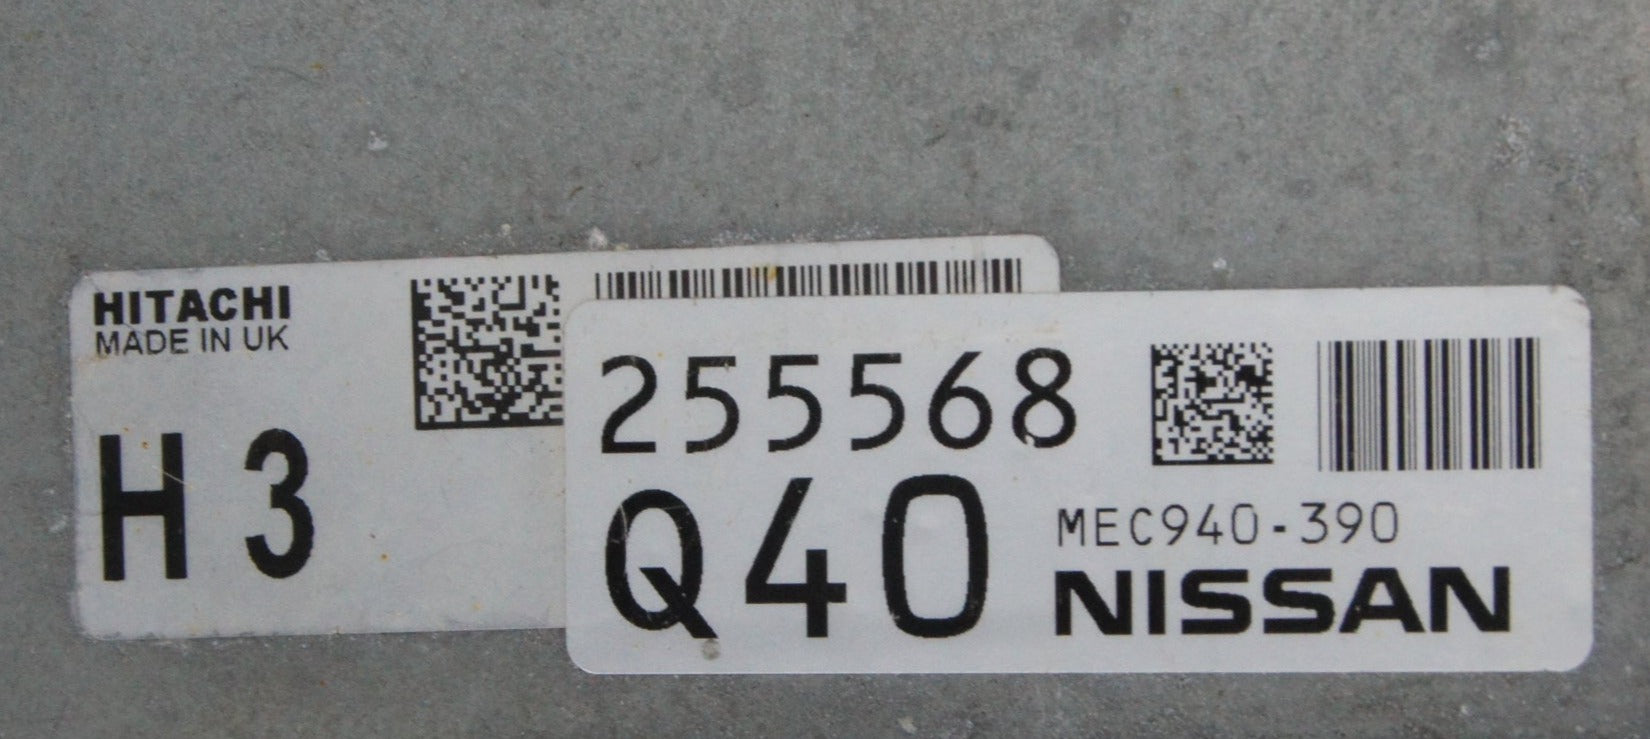 HITACHI
MADE IN UK
H 3
255568
Q40
MEC940-390
NISSAN